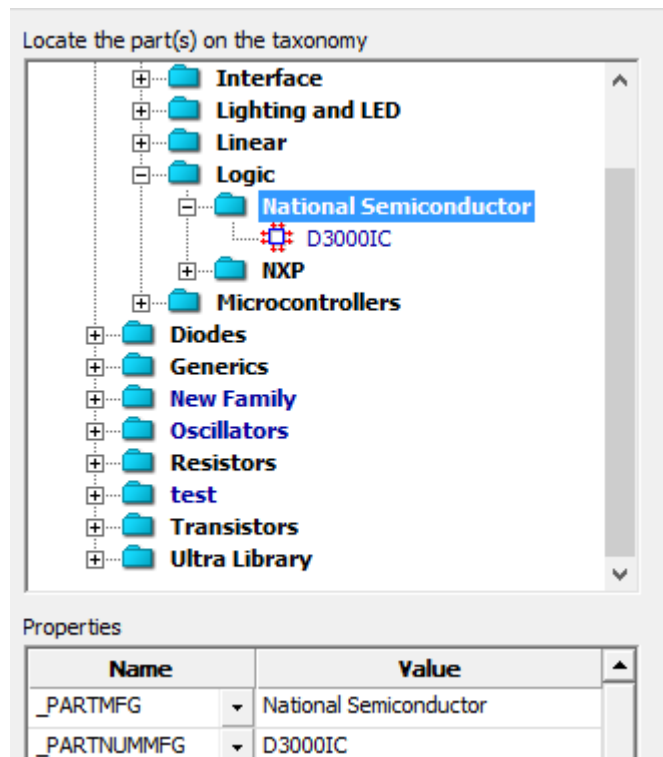 Locate the part(s) on the taxonomy
Interface
Lighting and LED
Linear
Logic
National Semiconductor
D3000IC
NXP
Microcontrollers
Diodes
Generics
New Family
Oscillators
Resistors
test
Transistors
Ultra Library
Properties
Name Value
_PARTMFG National Semiconductor
_PARTNUMMFG D3000IC